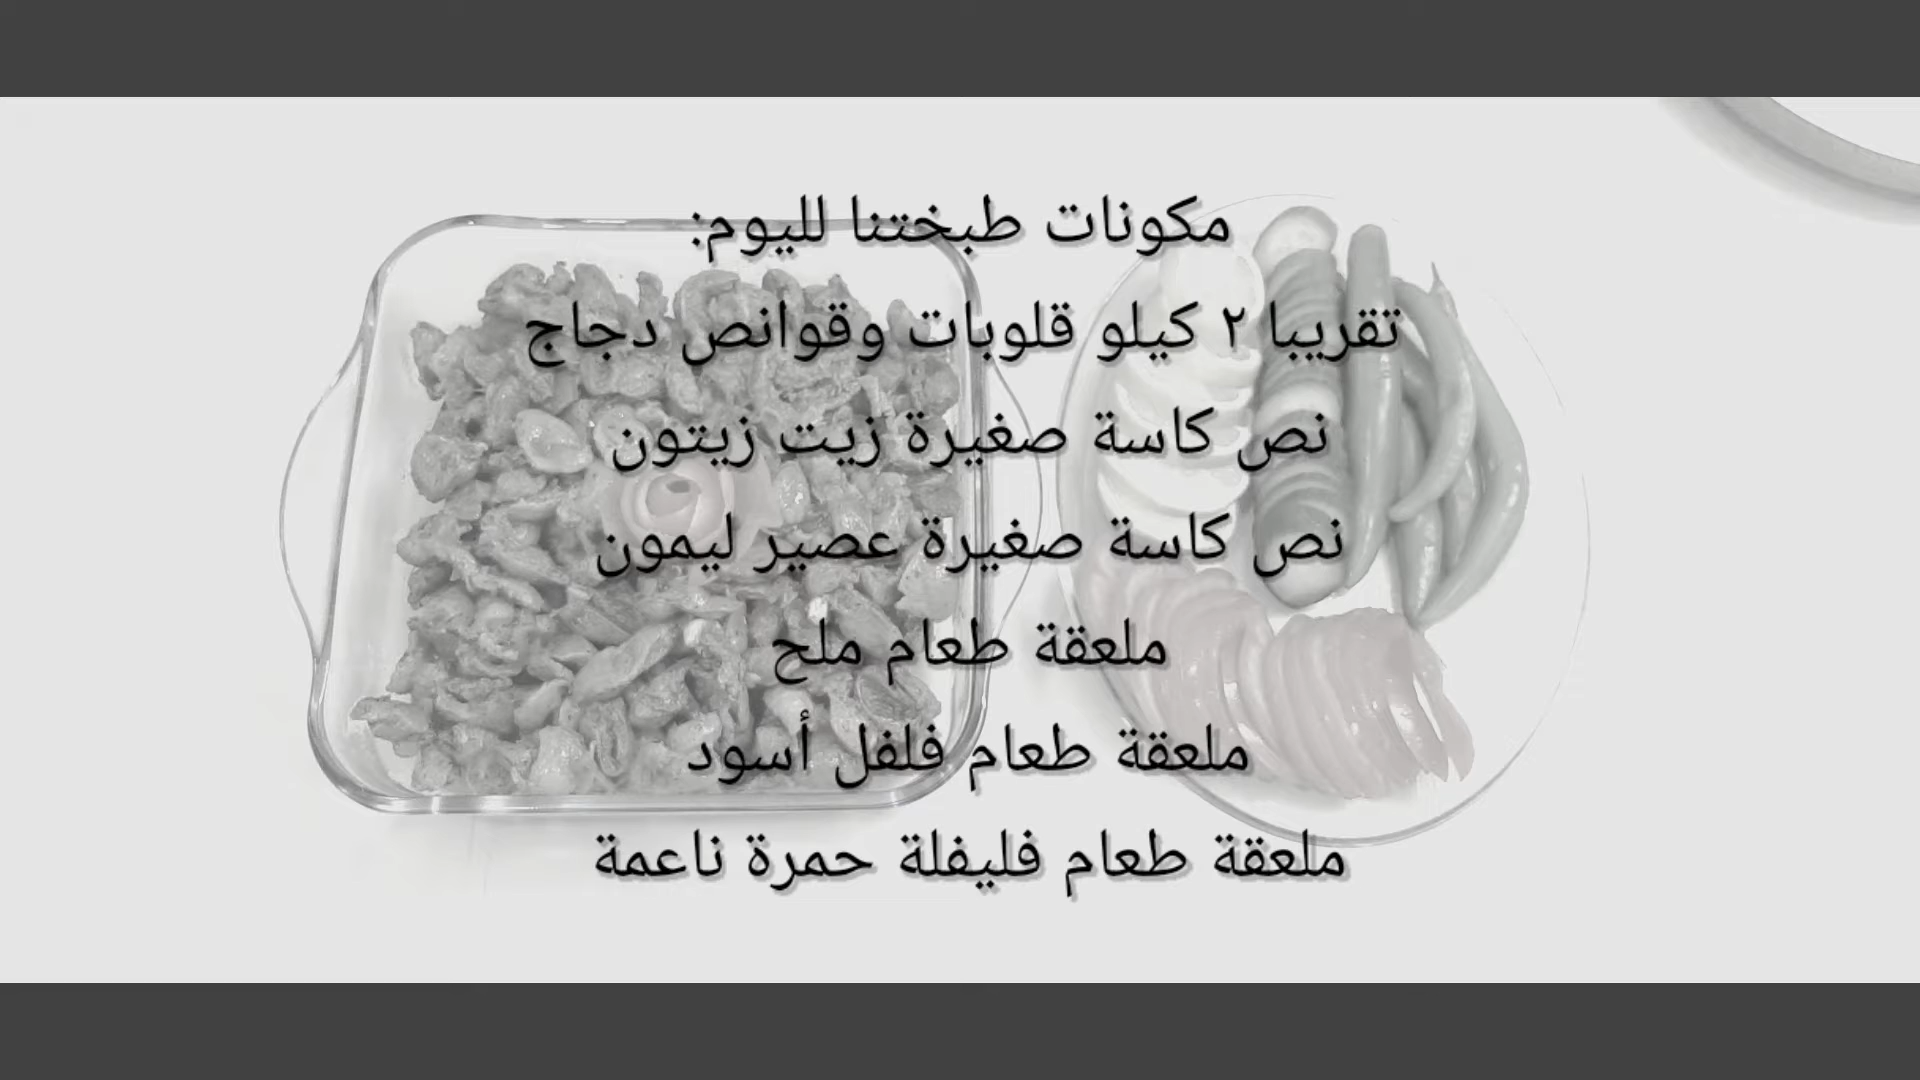 مكونات طبختنا لليوم:
تقريبا ٢ كيلو قلوبات وقوانص دجاج
نص كاسة صغيرة زيت زيتون
نص كاسة صغيرة عصير ليمون
ملعقة طعام ملح
ملعقة طعام فلفل أسود
ملعقة طعام فليفلة حمرة ناعمة